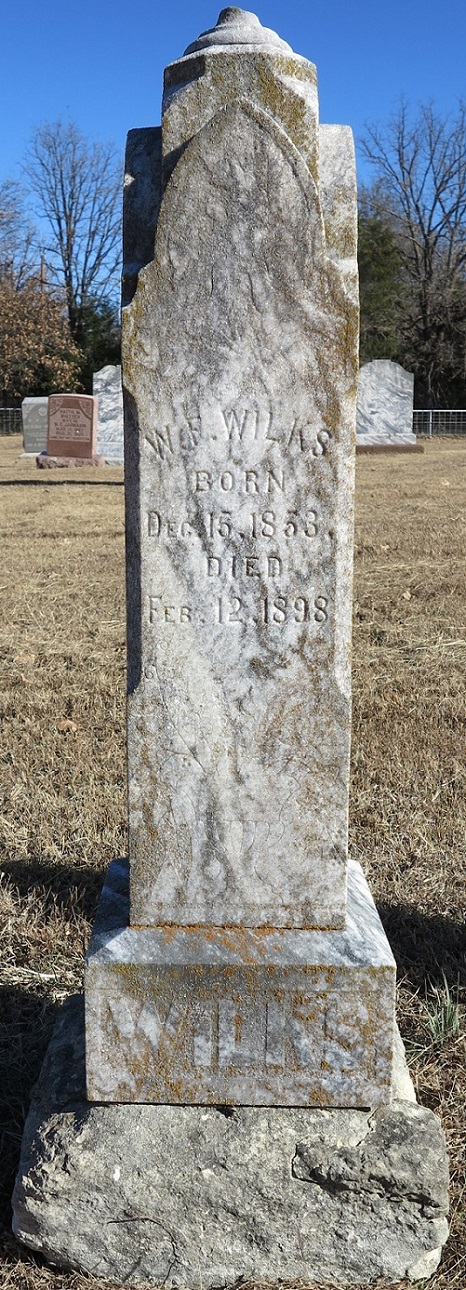 W. F. WILKS
BORN
DEC. 15, 1853.
DIED
FEB. 12, 1898
WILKS